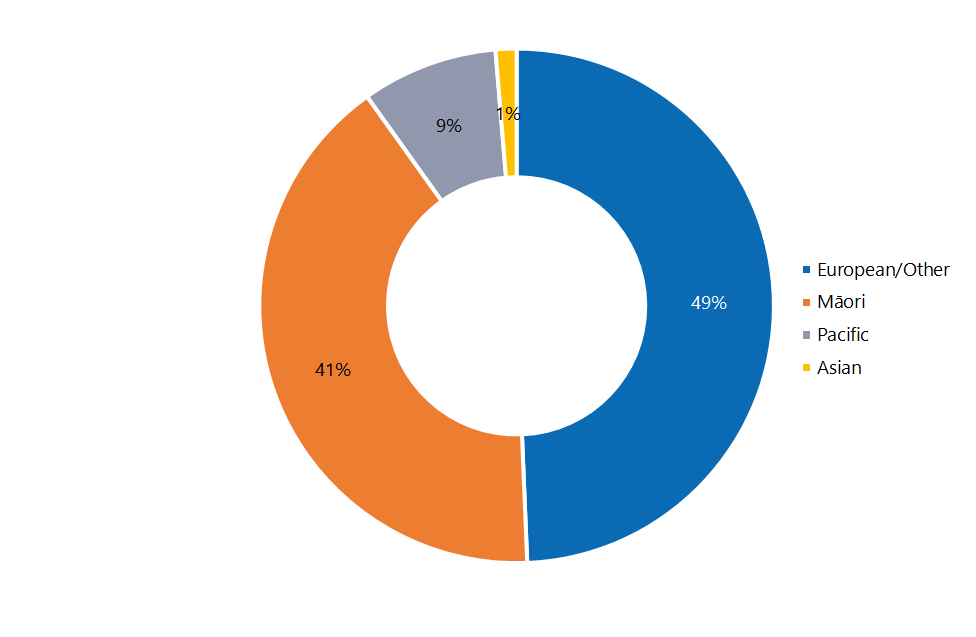 1%
9%
49%
41%
European/Other
Māori
Pacific
Asian